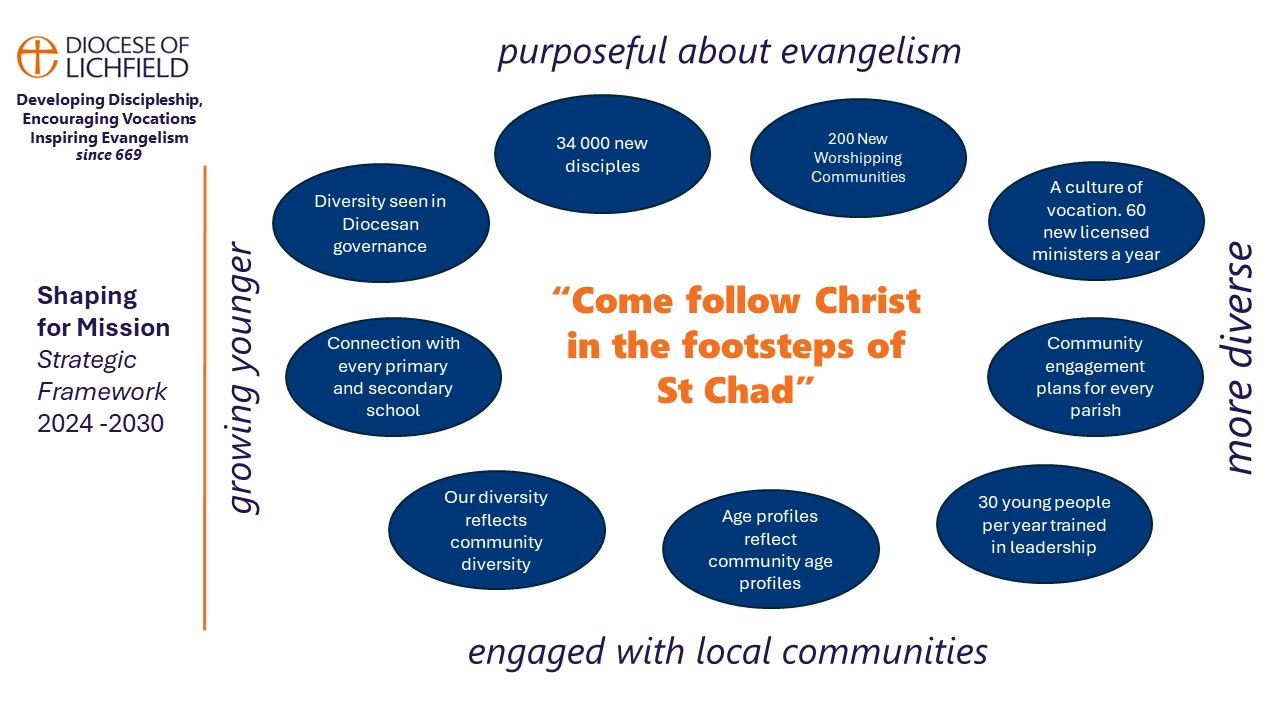 DIOCESE OF
LICHFIELD
Developing Discipleship,
Encouraging Vocations
Inspiring Evangelism
since 669
Shaping
for Mission
Strategic
Framework
2024 -2030
purposeful about evangelism
growing younger
more diverse
engaged with local communities
34 000 new
disciples
200 New
Worshipping
Communities
Diversity seen in
Diocesan
governance
A culture of
vocation. 60
new licensed
ministers a year
“Come follow Christ
in the footsteps of
St Chad”
Connection with
every primary
and secondary
school
Community
engagement
plans for every
parish
Our diversity
reflects
community
diversity
Age profiles
reflect
community age
profiles
30 young people
per year trained
in leadership